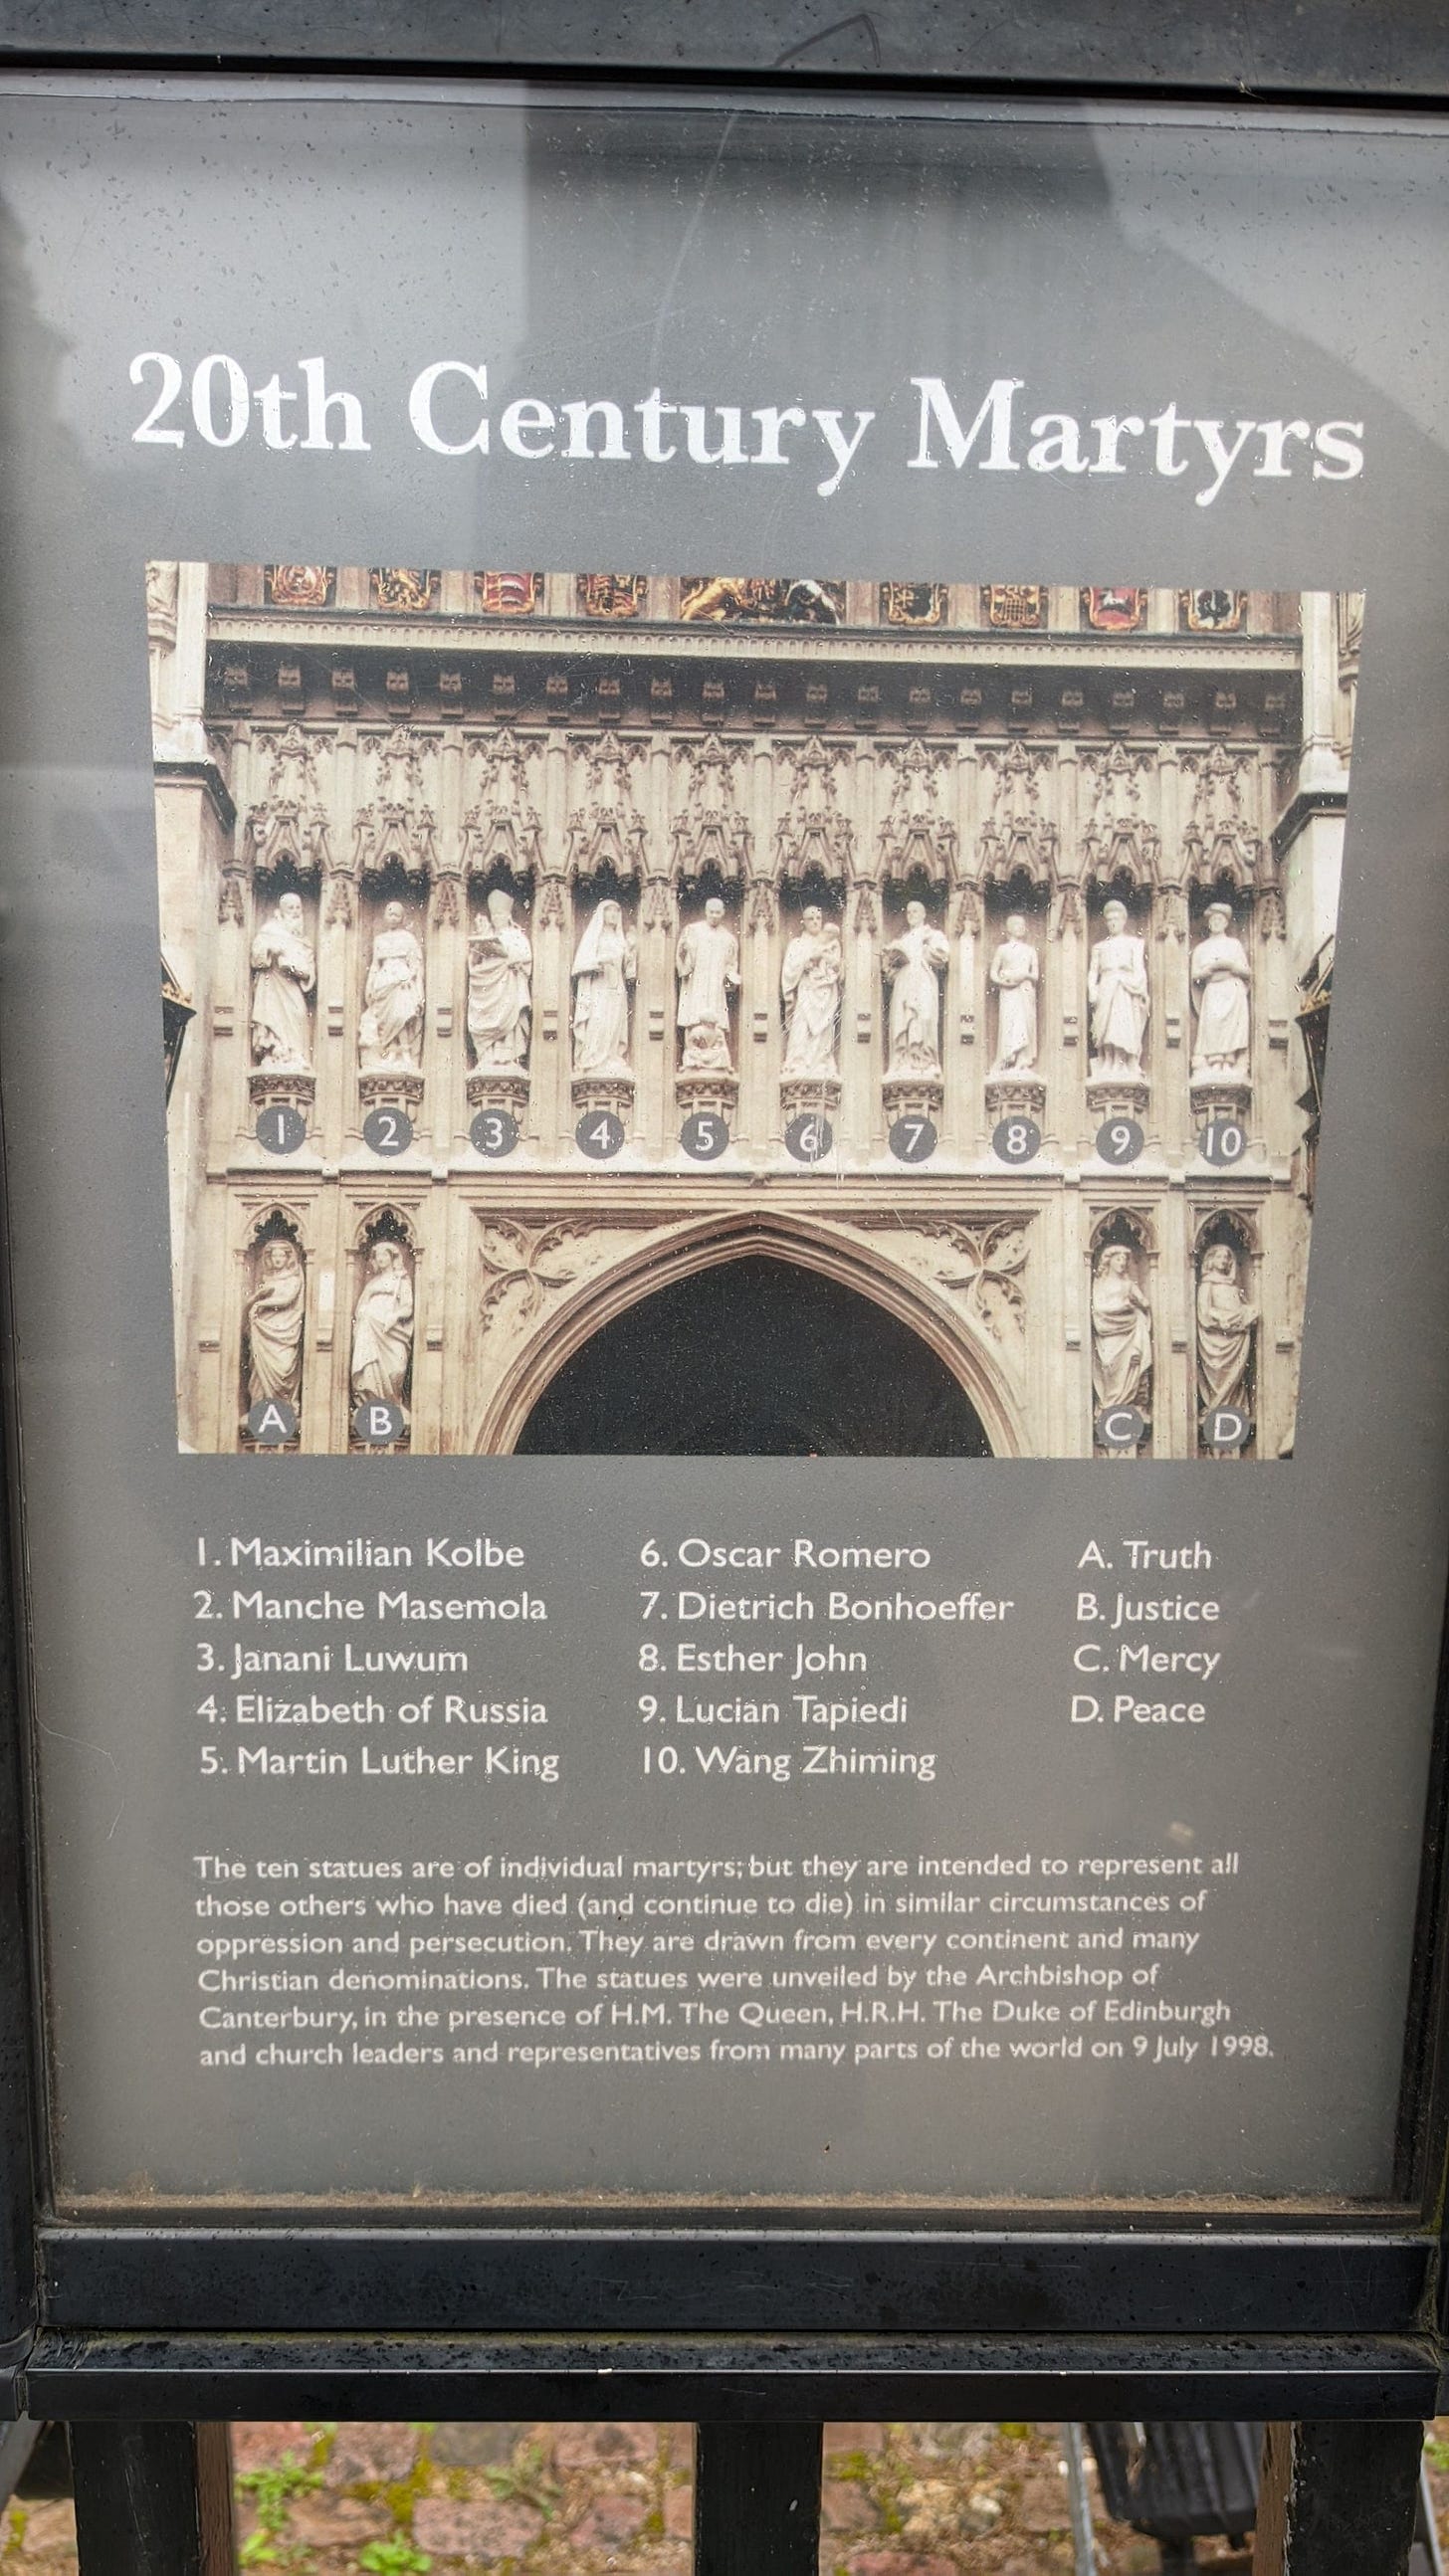 20th Century Martyrs
1 2 3 4 5 6 7 8 9 10
A B C D
1. Maximilian Kolbe
2. Manche Masemola
3. Janani Luwum
4. Elizabeth of Russia
5. Martin Luther King
6. Oscar Romero
7. Dietrich Bonhoeffer
8. Esther John
9. Lucian Tapiedi
10. Wang Zhiming
A. Truth
B. Justice
C. Mercy
D. Peace
The ten statues are of individual martyrs; but they are intended to represent all
those others who have died (and continue to die) in similar circumstances of
oppression and persecution. They are drawn from every continent and many
Christian denominations. The statues were unveiled by the Archbishop of
Canterbury, in the presence of H.M. The Queen, H.R.H. The Duke of Edinburgh
and church leaders and representatives from many parts of the world on 9 July 1998.